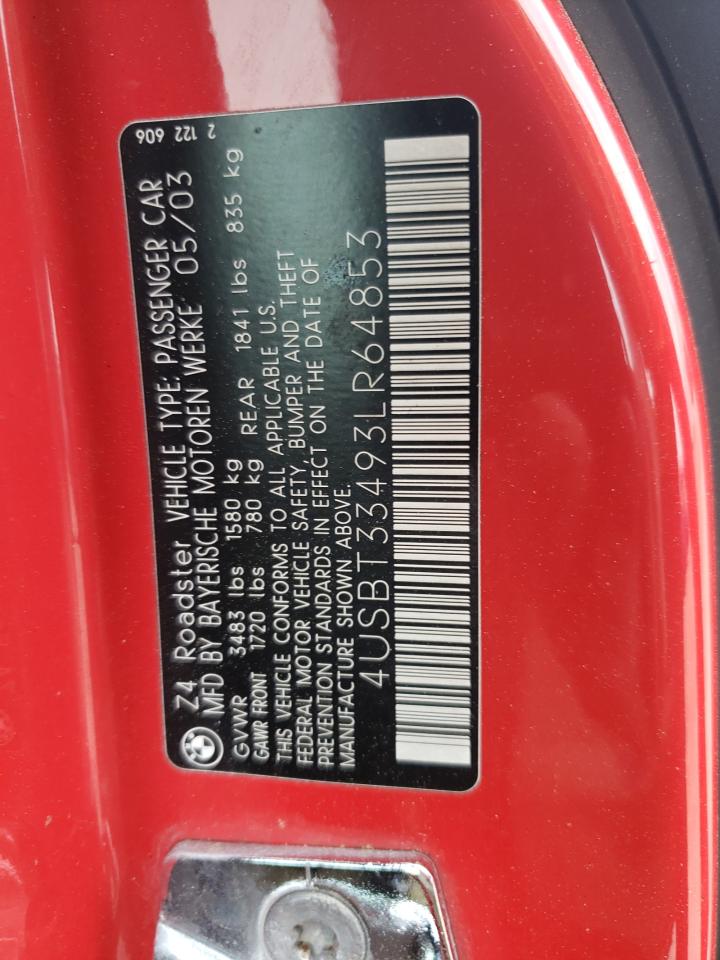 2 122 606
Z4 Roadster VEHICLE TYPE: PASSENGER CAR
MFD BY BAYERISCHE MOTOREN WERKE 05/03
GVWR 3483 lbs 1580 kg
GAWR FRONT 1720 lbs 780 kg REAR 1841 lbs 835 kg
THIS VEHICLE CONFORMS TO ALL APPLICABLE U.S.
FEDERAL MOTOR VEHICLE SAFETY, BUMPER AND THEFT
PREVENTION STANDARDS IN EFFECT ON THE DATE OF
MANUFACTURE SHOWN ABOVE.
4USBT33493LR64853